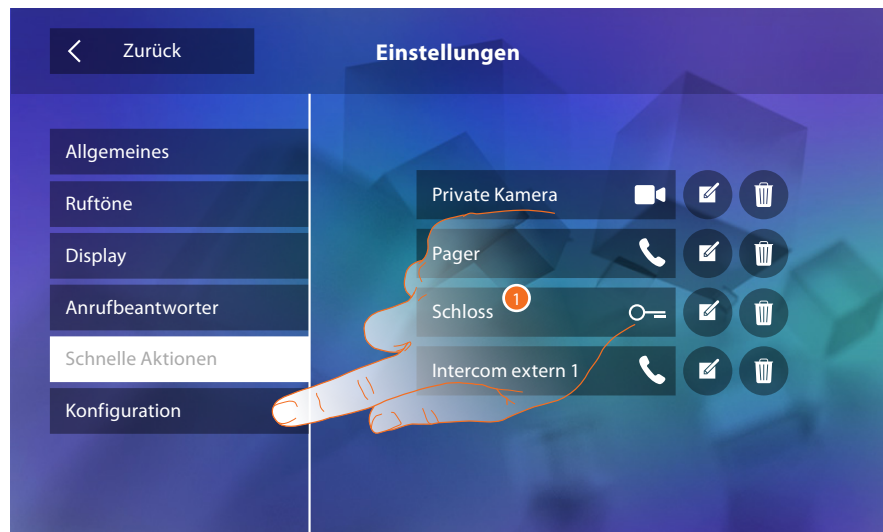 Zurück
Einstellungen
Allgemeines
Ruftöne
Display
Anrufbeantworter
Schnelle Aktionen
Konfiguration
Private Kamera
Pager
Schloss
1
Intercom extern 1